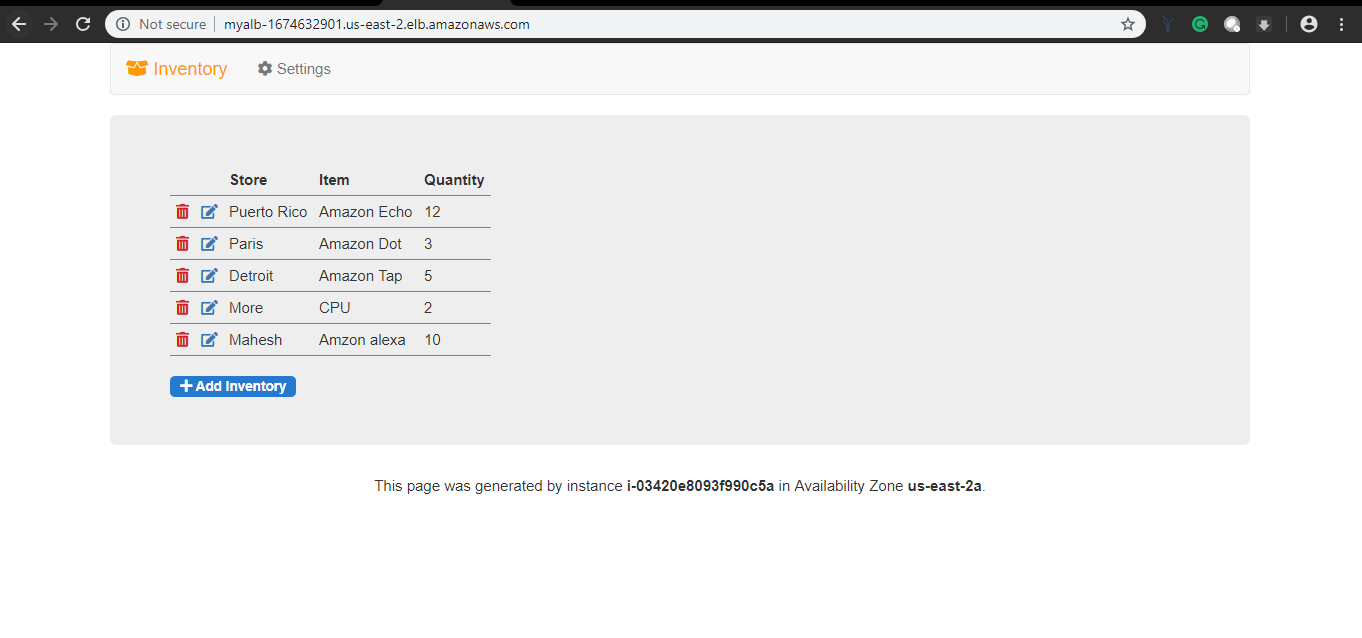 Not secure myalb-1674632901.us-east-2.elb.amazonaws.com
Inventory Settings
Store Item Quantity
Puerto Rico Amazon Echo 12
Paris Amazon Dot 3
Detroit Amazon Tap 5
More CPU 2
Mahesh Amzon alexa 10
Add Inventory
This page was generated by instance i-03420e8093f990c5a in Availability Zone us-east-2a.